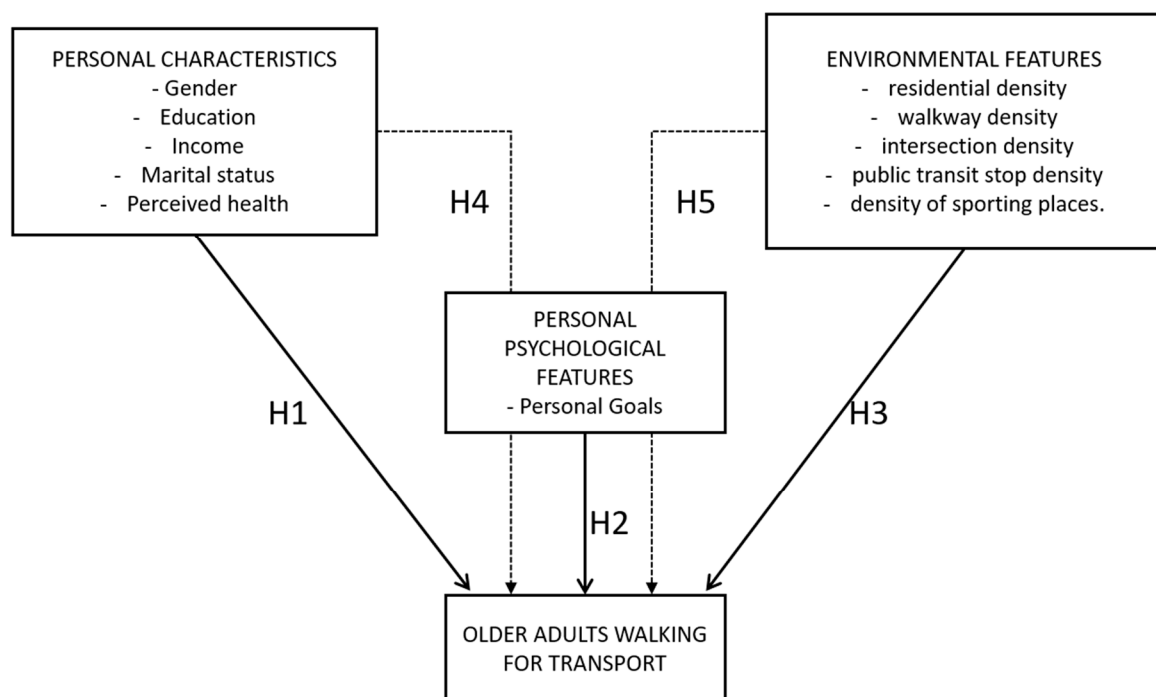 PERSONAL CHARACTERISTICS
- Gender
- Education
- Income
- Marital status
- Perceived health
ENVIRONMENTAL FEATURES
- residential density
- walkway density
- intersection density
- public transit stop density
- density of sporting places.
H4
H5
PERSONAL
PSYCHOLOGICAL
FEATURES
- Personal Goals
H1
H3
H2
OLDER ADULTS WALKING
FOR TRANSPORT